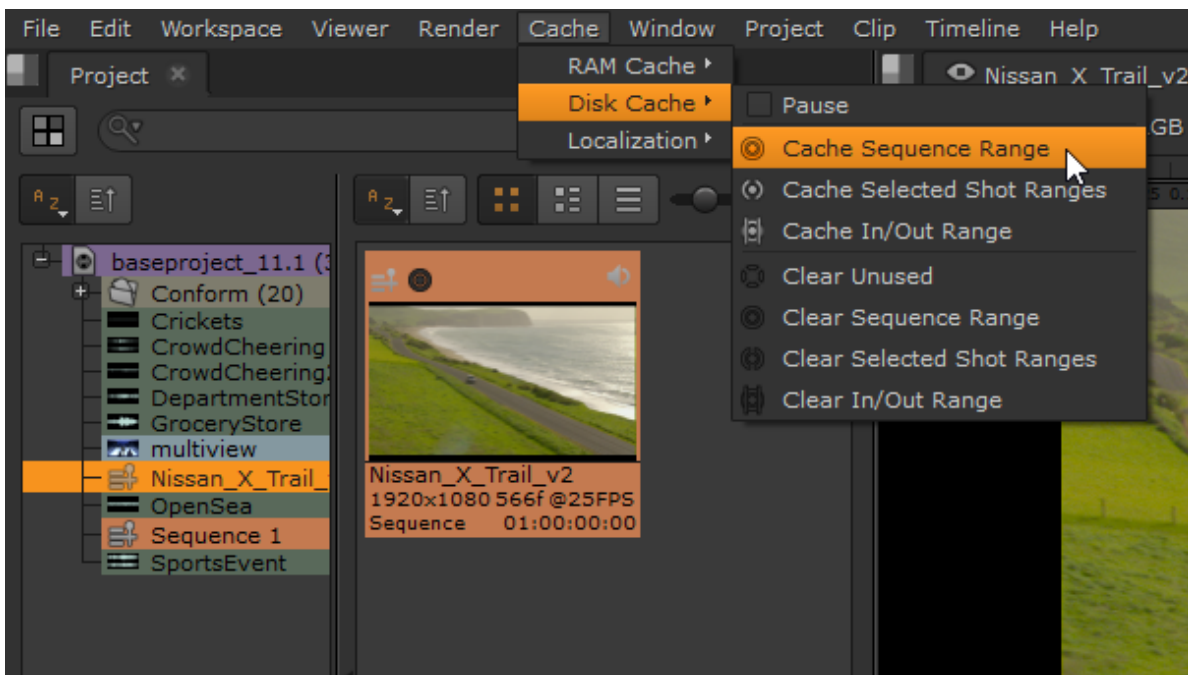 File Edit Workspace Viewer Render Cache Window Project Clip Timeline Help
Project
Nissan_X_Trail_v2
RAM Cache
Disk Cache
Localization
Pause
Cache Sequence Range
Cache Selected Shot Ranges
Cache In/Out Range
Clear Unused
Clear Sequence Range
Clear Selected Shot Ranges
Clear In/Out Range
GB
A Z
A Z
baseproject_11.1 (
Conform (20)
Crickets
CrowdCheering
CrowdCheering
DepartmentStor
GroceryStore
multiview
Nissan_X_Trail_
OpenSea
Sequence 1
SportsEvent
Nissan_X_Trail_v2
1920x1080 566f @25FPS
Sequence 01:00:00:00